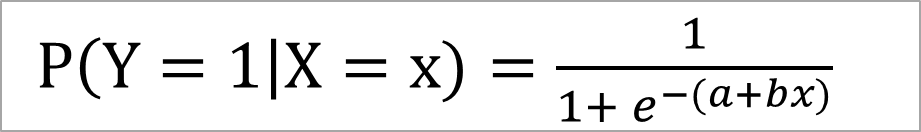 P(Y = 1|X = x) = 1 / 1+ e^−(a+bx)